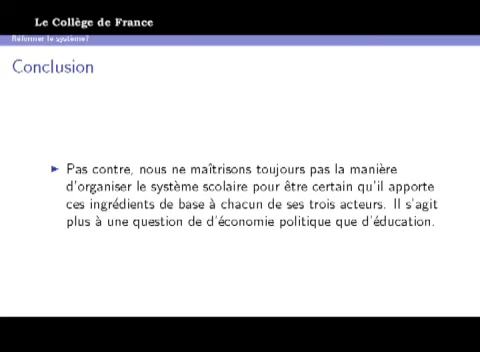 Le Collège de France
Réformer le système?
Conclusion
Pas contre, nous ne maîtrisons toujours pas la manière
d'organiser le système scolaire pour être certain qu'il apporte
ces ingrédients de base à chacun de ses trois acteurs. Il s'agit
plus à une question de d'économie politique que d'éducation.